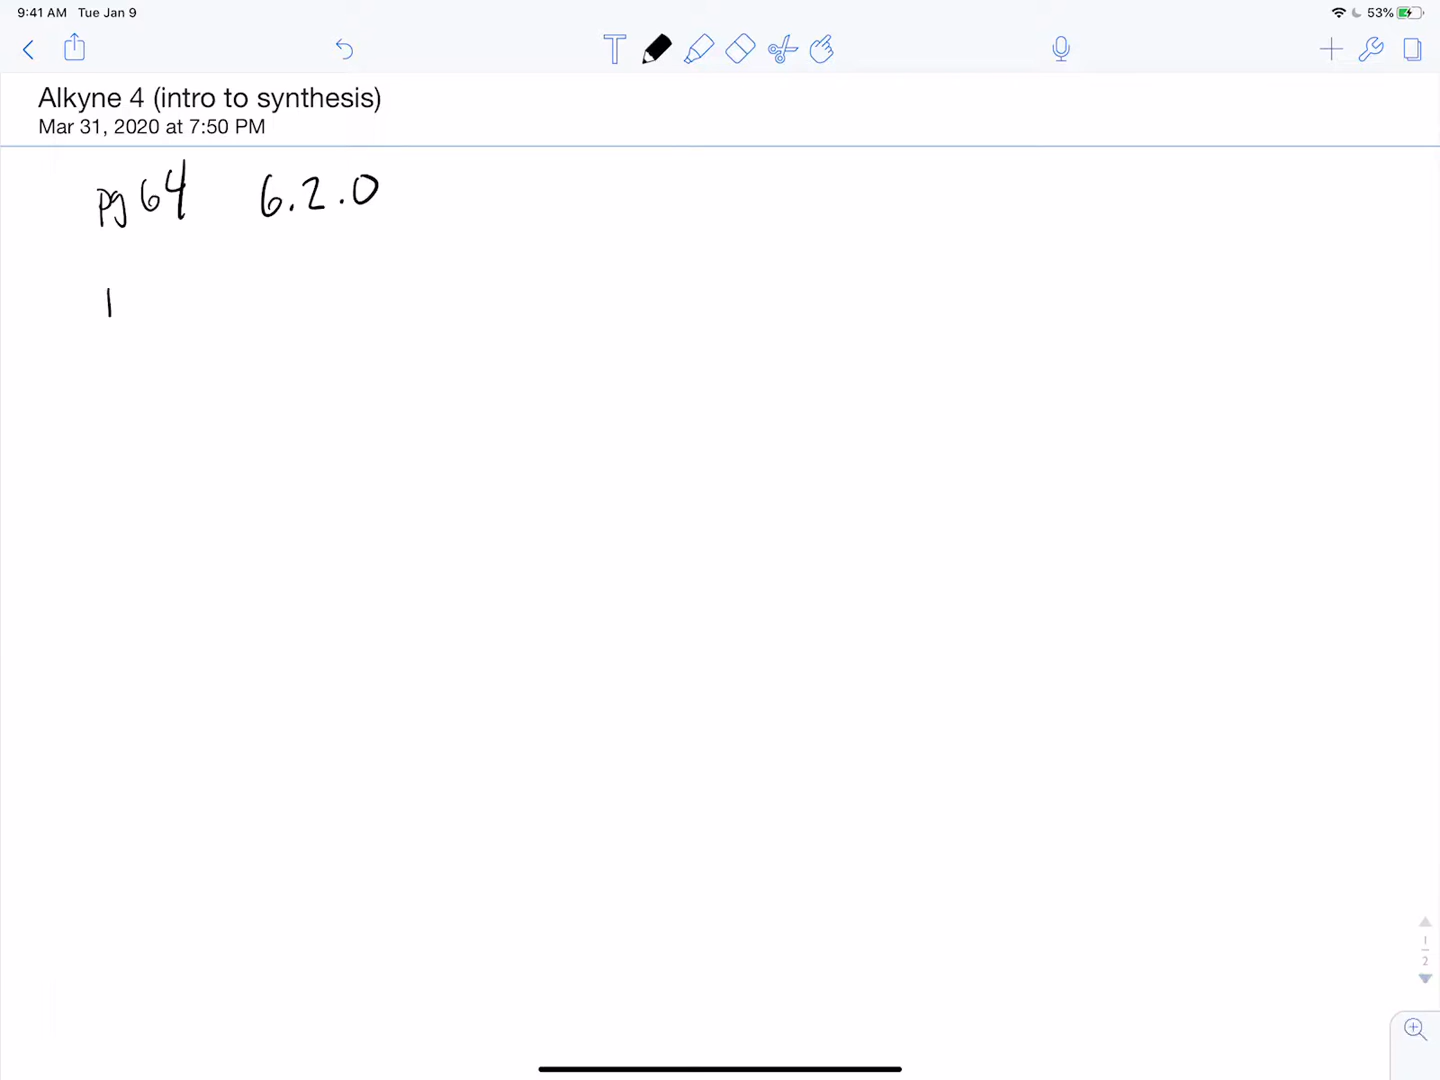 9:41 AM Tue Jan 9 53%
Alkyne 4 (intro to synthesis)
Mar 31, 2020 at 7:50 PM
pg 64 6.2.0
1
2